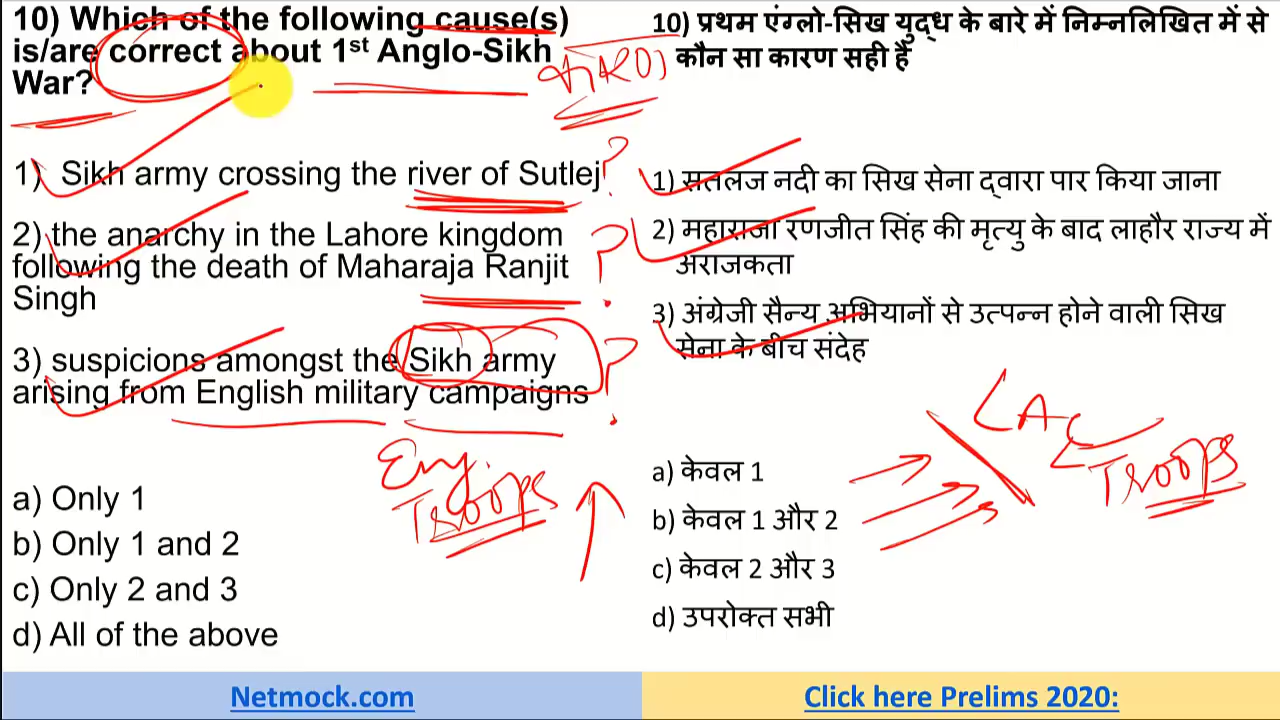 10) Which of the following cause(s)
is/are correct about 1st Anglo-Sikh
War?
1) Sikh army crossing the river of Sutlej
?
2) the anarchy in the Lahore kingdom
following the death of Maharaja Ranjit
Singh
?
3) suspicions amongst the Sikh army
arising from English military campaigns
?
Eng.
Troops
a) Only 1
b) Only 1 and 2
c) Only 2 and 3
d) All of the above
10) प्रथम एंग्लो-सिख युद्ध के बारे में निम्नलिखित में से
कौन सा कारण सही है
1) सतलज नदी का सिख सेना द्वारा पार किया जाना
2) महाराजा रणजीत सिंह की मृत्यु के बाद लाहौर राज्य में
अराजकता
3) अंग्रेजी सैन्य अभियानों से उत्पन्न होने वाली सिख
सेना के बीच संदेह
LAC
Troops
a) केवल 1
b) केवल 1 और 2
c) केवल 2 और 3
d) उपरोक्त सभी
Netmock.com
Click here Prelims 2020: